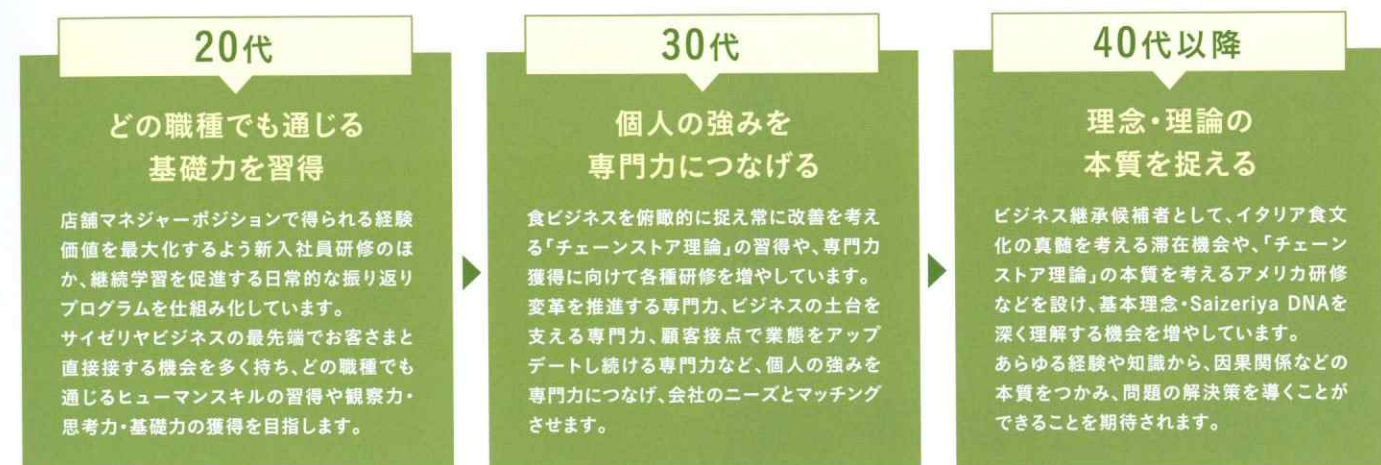 20代
どの職種でも通じる
基礎力を習得
店舗マネジャーポジションで得られる経験
価値を最大化するよう新入社員研修のほ
か、継続学習を促進する日常的な振り返り
プログラムを仕組み化しています。
サイゼリヤビジネスの最先端でお客さまと
直接接する機会を多く持ち、どの職種でも
通じるヒューマンスキルの習得や観察力・
思考力・基礎力の獲得を目指します。
30代
個人の強みを
専門力につなげる
食ビジネスを俯瞰的に捉え常に改善を考え
る「チェーンストア理論」の習得や、専門力
獲得に向けて各種研修を増やしています。
変革を推進する専門力、ビジネスの土台を
支える専門力、顧客接点で業態をアップ
デートし続ける専門力など、個人の強みを
専門力につなげ、会社のニーズとマッチング
させます。
40代以降
理念・理論の
本質を捉える
ビジネス継承候補者として、イタリア食文
化の真髄を考える滞在機会や、「チェーン
ストア理論」の本質を考えるアメリカ研修
などを設け、基本理念・Saizeriya DNAを
深く理解する機会を増やしています。
あらゆる経験や知識から、因果関係などの
本質をつかみ、問題の解決策を導くことが
できることを期待されます。